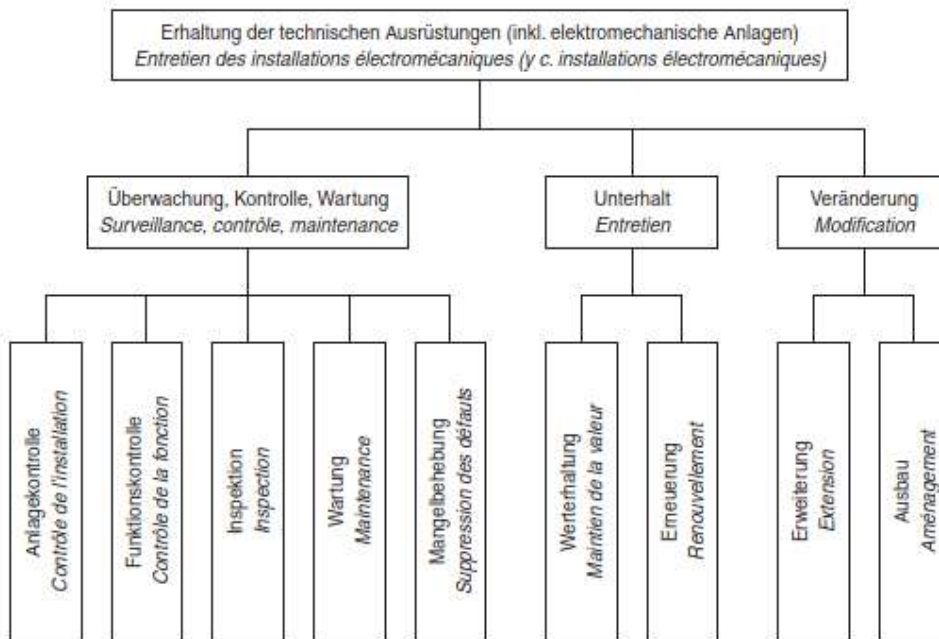 Erhaltung der technischen Ausrüstungen (inkl. elektromechanische Anlagen)
Entretien des installations électromécaniques (y c. installations électromécaniques)
Überwachung, Kontrolle, Wartung
Surveillance, contrôle, maintenance
Unterhalt
Entretien
Veränderung
Modification
Anlagekontrolle
Contrôle de l'installation
Funktionskontrolle
Contrôle de la fonction
Inspektion
Inspection
Wartung
Maintenance
Mangelbehebung
Suppression des défauts
Werterhaltung
Maintien de la valeur
Erneuerung
Renouvellement
Erweiterung
Extension
Ausbau
Aménagement